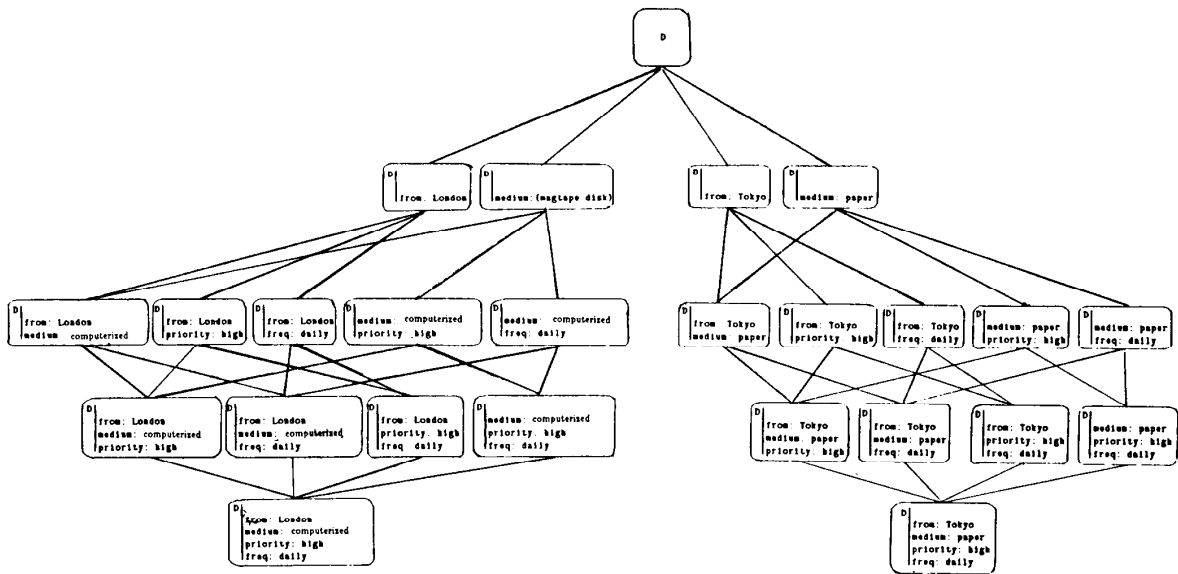 D
D
from: London
D
medium:(magtape disk)
D
from: Tokyo
D
medium: paper
D
from: London
medium computerized
D
from: London
priority: high
D
from: London
freq: daily
D
medium: computerized
priority high
D
medium: computerized
freq: daily
D
from Tokyo
medium paper
D
from: Tokyo
priority: high
D
from: Tokyo
freq: daily
D
medium: paper
priority: high
D
medium: paper
freq: daily
D
from: London
medium: computerized
priority: high
D
from: London
medium: computerized
freq: daily
D
from: London
priority: high
freq: daily
D
medium: computerized
priority: high
freq: daily
D
from: Tokyo
medium: paper
priority: high
D
from: Tokyo
medium: paper
freq: daily
D
from: Tokyo
priority: high
freq: daily
D
medium: paper
priority: high
freq: daily
D
from: London
medium: computerized
priority: high
freq: daily
D
from: Tokyo
medium: paper
priority: high
freq: daily